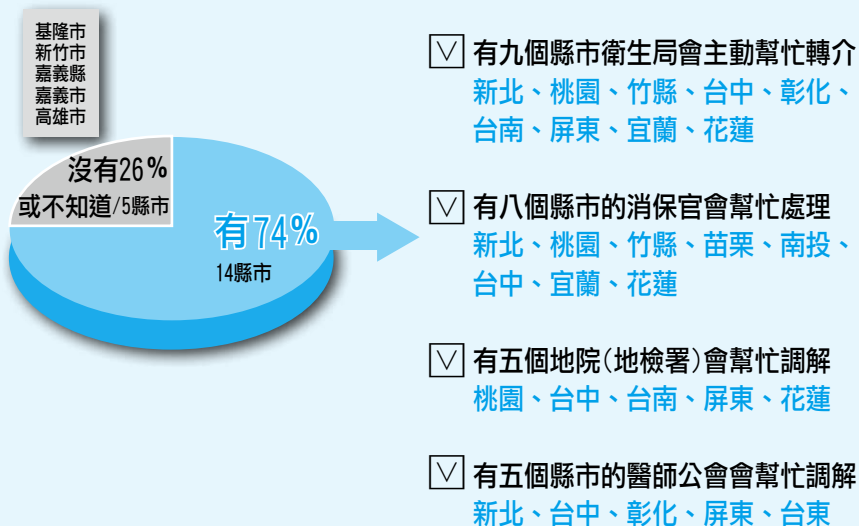 基隆市
新竹市
嘉義縣
嘉義市
高雄市
沒有26%
或不知道/5縣市
有74%
14縣市
有九個縣市衛生局會主動幫忙轉介
新北、桃園、竹縣、台中、彰化、
台南、屏東、宜蘭、花蓮
有八個縣市的消保官會幫忙處理
新北、桃園、竹縣、苗栗、南投、
台中、宜蘭、花蓮
有五個地院(地檢署)會幫忙調解
桃園、台中、台南、屏東、花蓮
有五個縣市的醫師公會會幫忙調解
新北、台中、彰化、屏東、台東